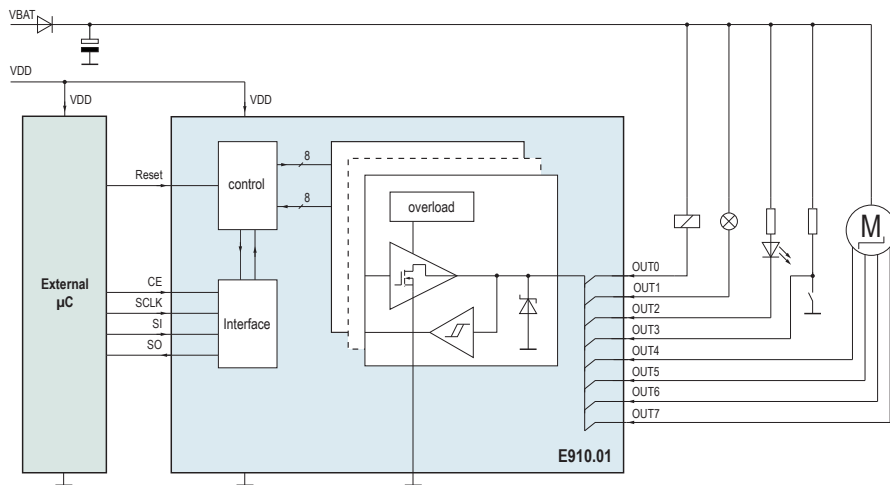 VBAT
VDD
VDD
VDD
Reset
control
8
8
overload
External
µC
CE
SCLK
SI
SO
Interface
OUT0
OUT1
OUT2
OUT3
OUT4
OUT5
OUT6
OUT7
M
E910.01